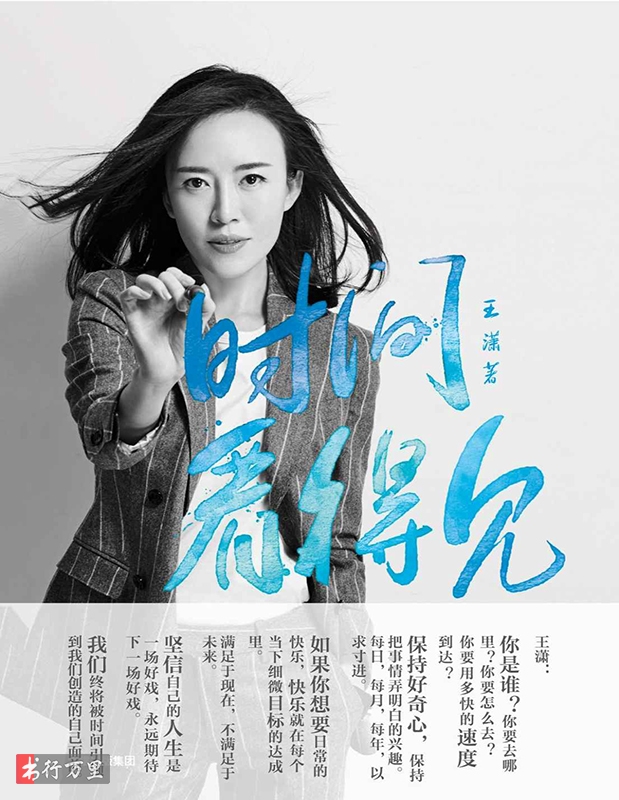 时间
看得见
王潇 著
王潇：
你是谁？你要去哪
里？你要怎么去？
你要用多快的速度
到达？
保持好奇心，保持
把事情弄明白的兴趣。
每日，每月，每年，以
求寸进。
如果你想要日常的
快乐，快乐就在每个
当下细微目标的达成
里。
满足于现在，不满足于
未来。
坚信自己的人生是
一场好戏，永远期待
下一场好戏。
我们终将被时间引
到我们创造的自己面
集团
书行万里